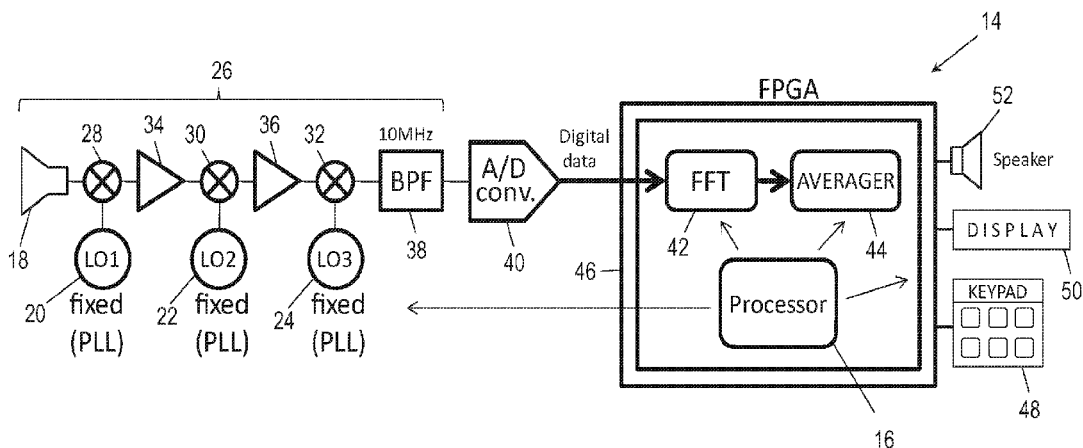 14
26
FPGA
52
28
34
30
36
32
10MHz
Digital
data
Speaker
BPF
A/D
conv.
FFT
AVERAGER
18
38
42
44
DISPLAY
LO1
LO2
LO3
40
46
50
20
fixed
(PLL)
22
fixed
(PLL)
24
fixed
(PLL)
Processor
KEYPAD
48
16